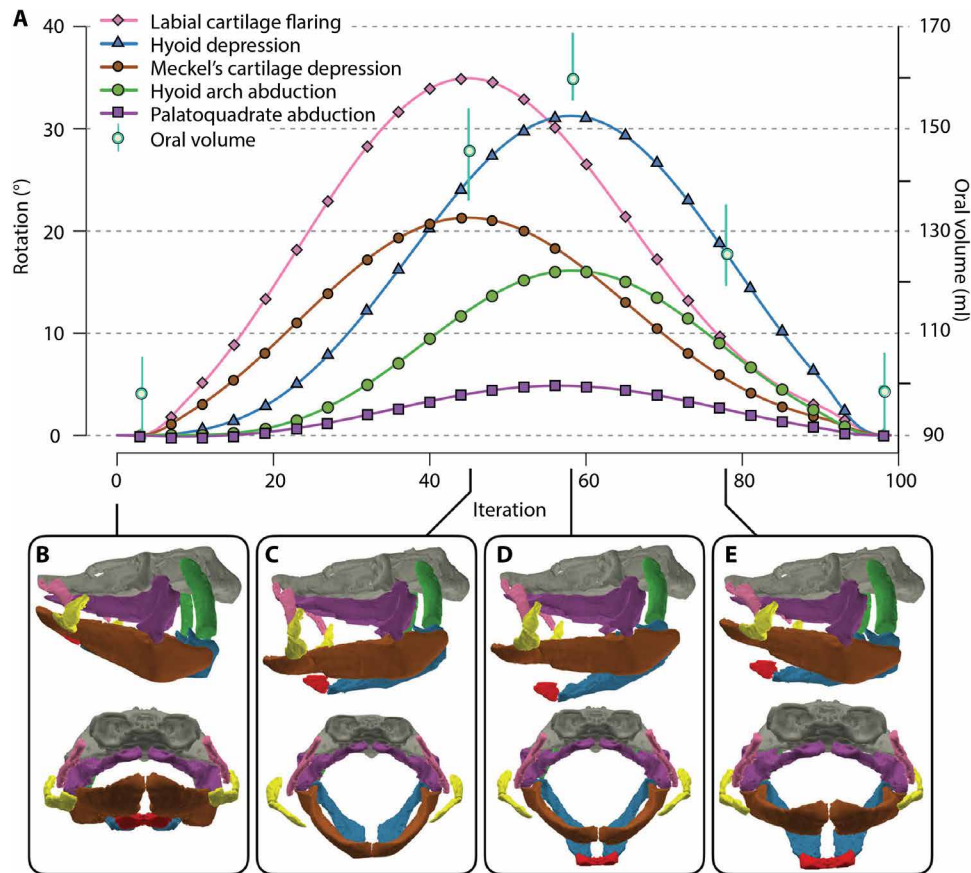 A
Labial cartilage flaring
Hyoid depression
Meckel's cartilage depression
Hyoid arch abduction
Palatoquadrate abduction
Oral volume
40
30
20
10
0
Rotation (°)
170
150
130
110
90
Oral volume (ml)
0 20 40 60 80 100
Iteration
B
C
D
E